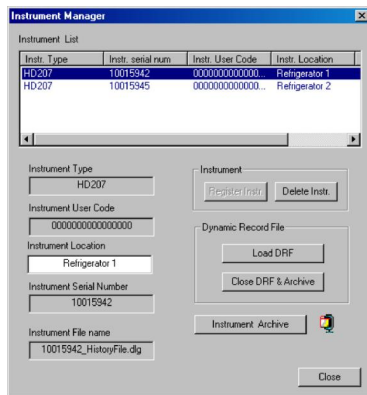 Instrument Manager
Instrument List
Instr. Type Instr. serial num Instr. User Code Instr. Location
HD207 10015942 0000000000000... Refrigerator 1
HD207 10015945 0000000000000... Refrigerator 2
Instrument Type
HD207
Instrument User Code
0000000000000000
Instrument Location
Refrigerator 1
Instrument Serial Number
10015942
Instrument File name
10015942_HistoryFile.dlg
Instrument
Register Instr. Delete Instr.
Dynamic Record File
Load DRF
Close DRF & Archive
Instrument Archive
Close